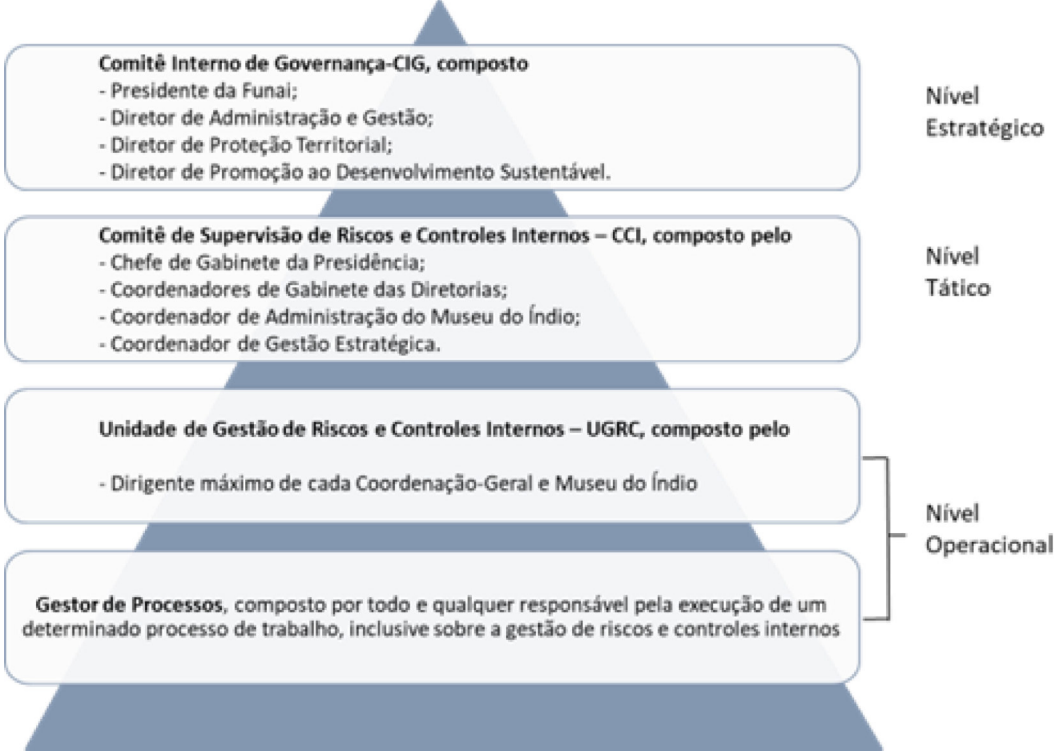 Comitê Interno de Governança-CIG, composto
- Presidente da Funai;
- Diretor de Administração e Gestão;
- Diretor de Proteção Territorial;
- Diretor de Promoção ao Desenvolvimento Sustentável.
Nível
Estratégico
Comitê de Supervisão de Riscos e Controles Internos – CCI, composto pelo
- Chefe de Gabinete da Presidência;
- Coordenadores de Gabinete das Diretorias;
- Coordenador de Administração do Museu do Índio;
- Coordenador de Gestão Estratégica.
Nível
Tático
Unidade de Gestão de Riscos e Controles Internos – UGRC, composto pelo
- Dirigente máximo de cada Coordenação-Geral e Museu do Índio
Gestor de Processos, composto por todo e qualquer responsável pela execução de um
determinado processo de trabalho, inclusive sobre a gestão de riscos e controles internos
Nível
Operacional